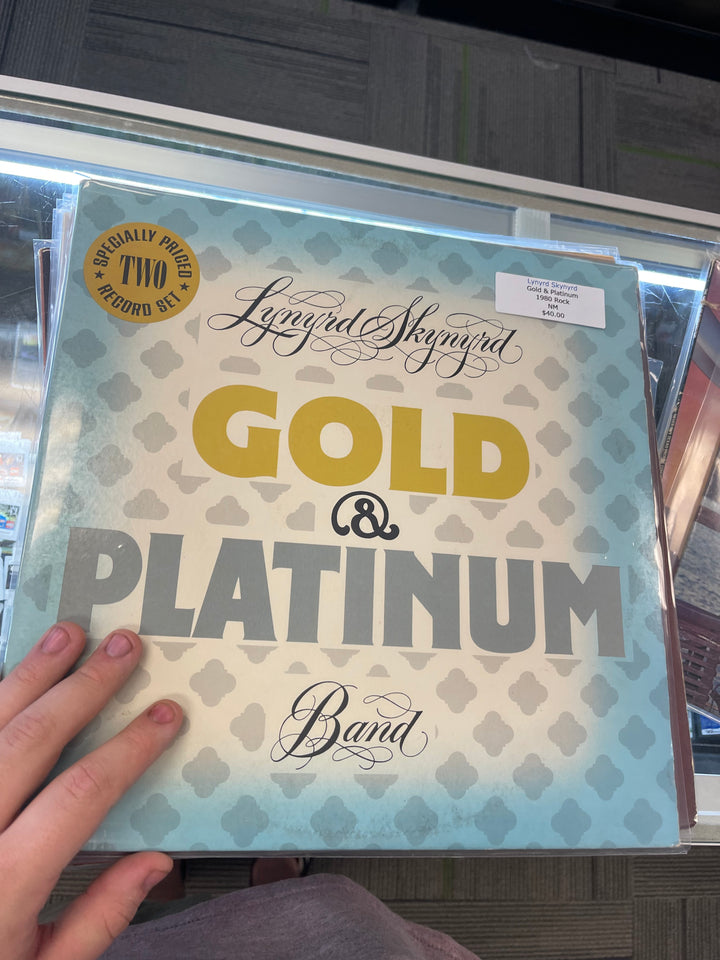 SPECIALLY PRICED
TWO
RECORD SET
Lynyrd Skynyrd
Gold & Platinum
1980 Rock
NM
$40.00
Lynyrd Skynyrd
GOLD
&
PLATINUM
Band